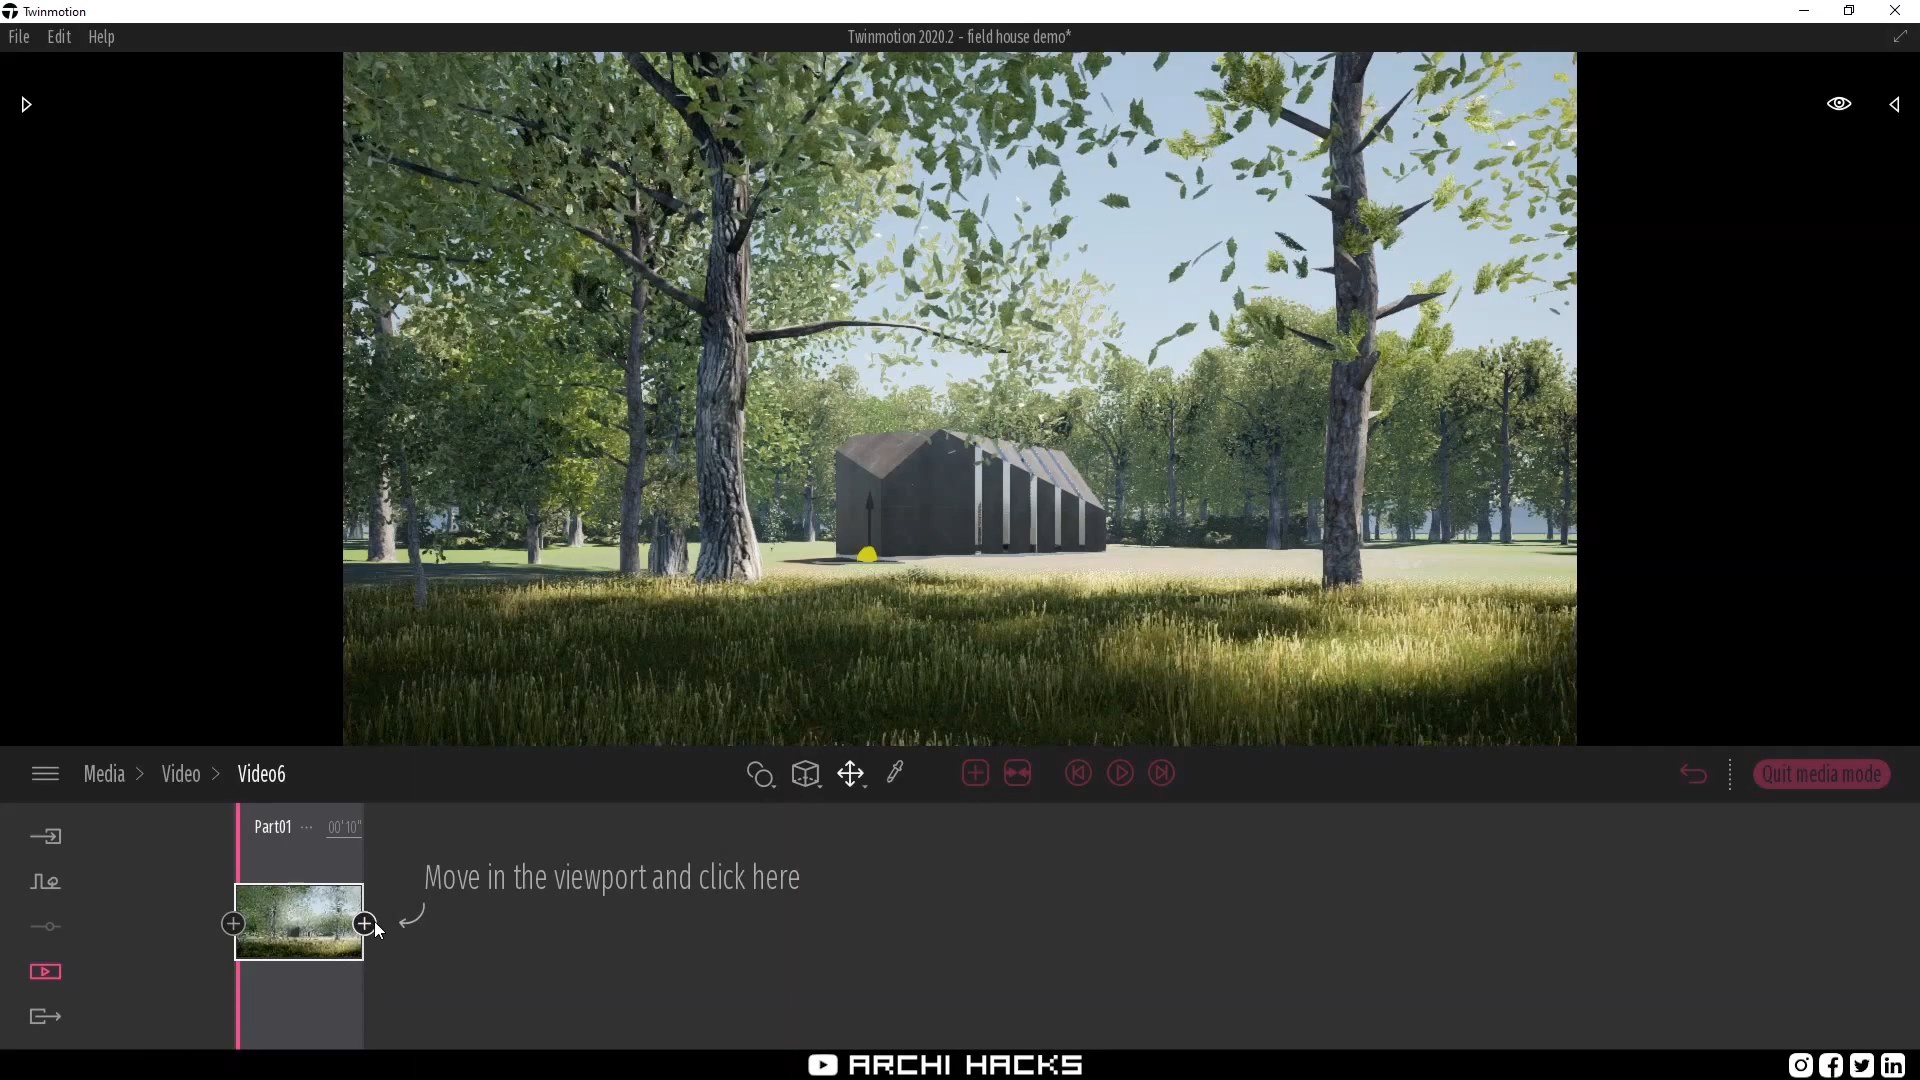 Twinmotion
File Edit Help
Twinmotion 2020.2 - field house demo*
Media > Video > Video6
Quit media mode
Part01 ... 00'10"
Move in the viewport and click here
ARCHI HACKS